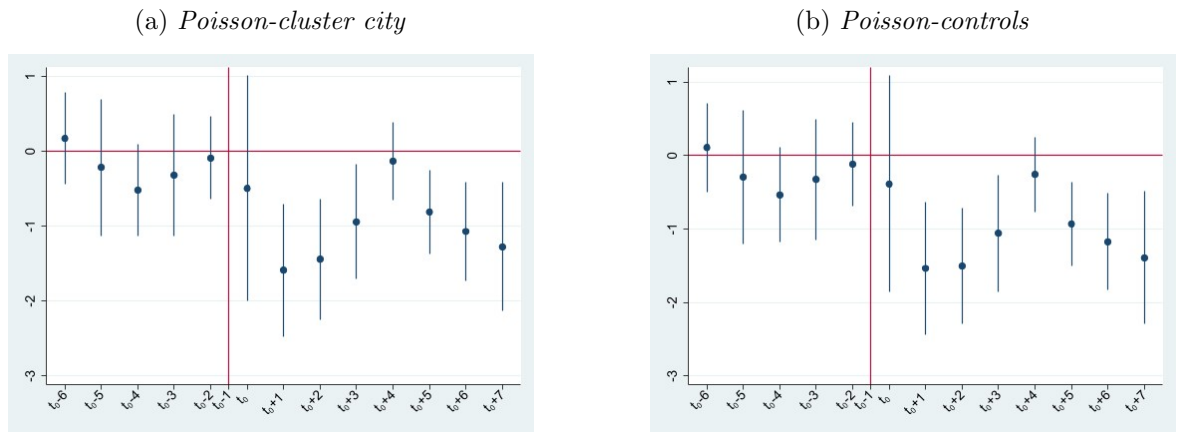 (a) Poisson-cluster city
(b) Poisson-controls
1
0
-1
-2
-3
t₀-6
t₀-5
t₀-4
t₀-3
t₀-2
t₀-1
t₀
t₀+1
t₀+2
t₀+3
t₀+4
t₀+5
t₀+6
t₀+7
1
0
-1
-2
-3
t₀-6
t₀-5
t₀-4
t₀-3
t₀-2
t₀-1
t₀
t₀+1
t₀+2
t₀+3
t₀+4
t₀+5
t₀+6
t₀+7